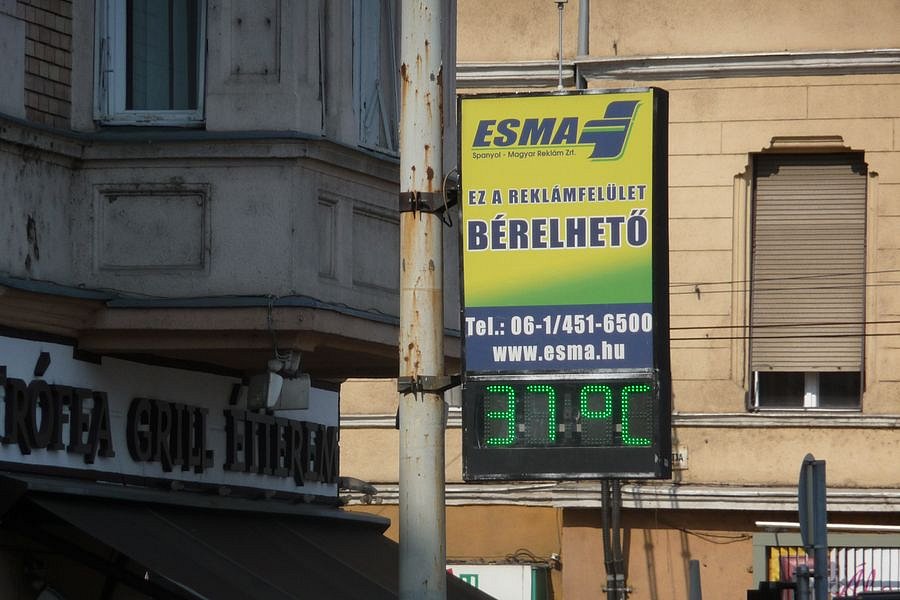 ESMA
Spanyol - Magyar Reklám Zrt.
EZ A REKLÁMFELÜLET
BÉRELHETŐ
Tel.: 06-1/451-6500
www.esma.hu
37°C
TRÓFEA GRILL ÉTTEREM